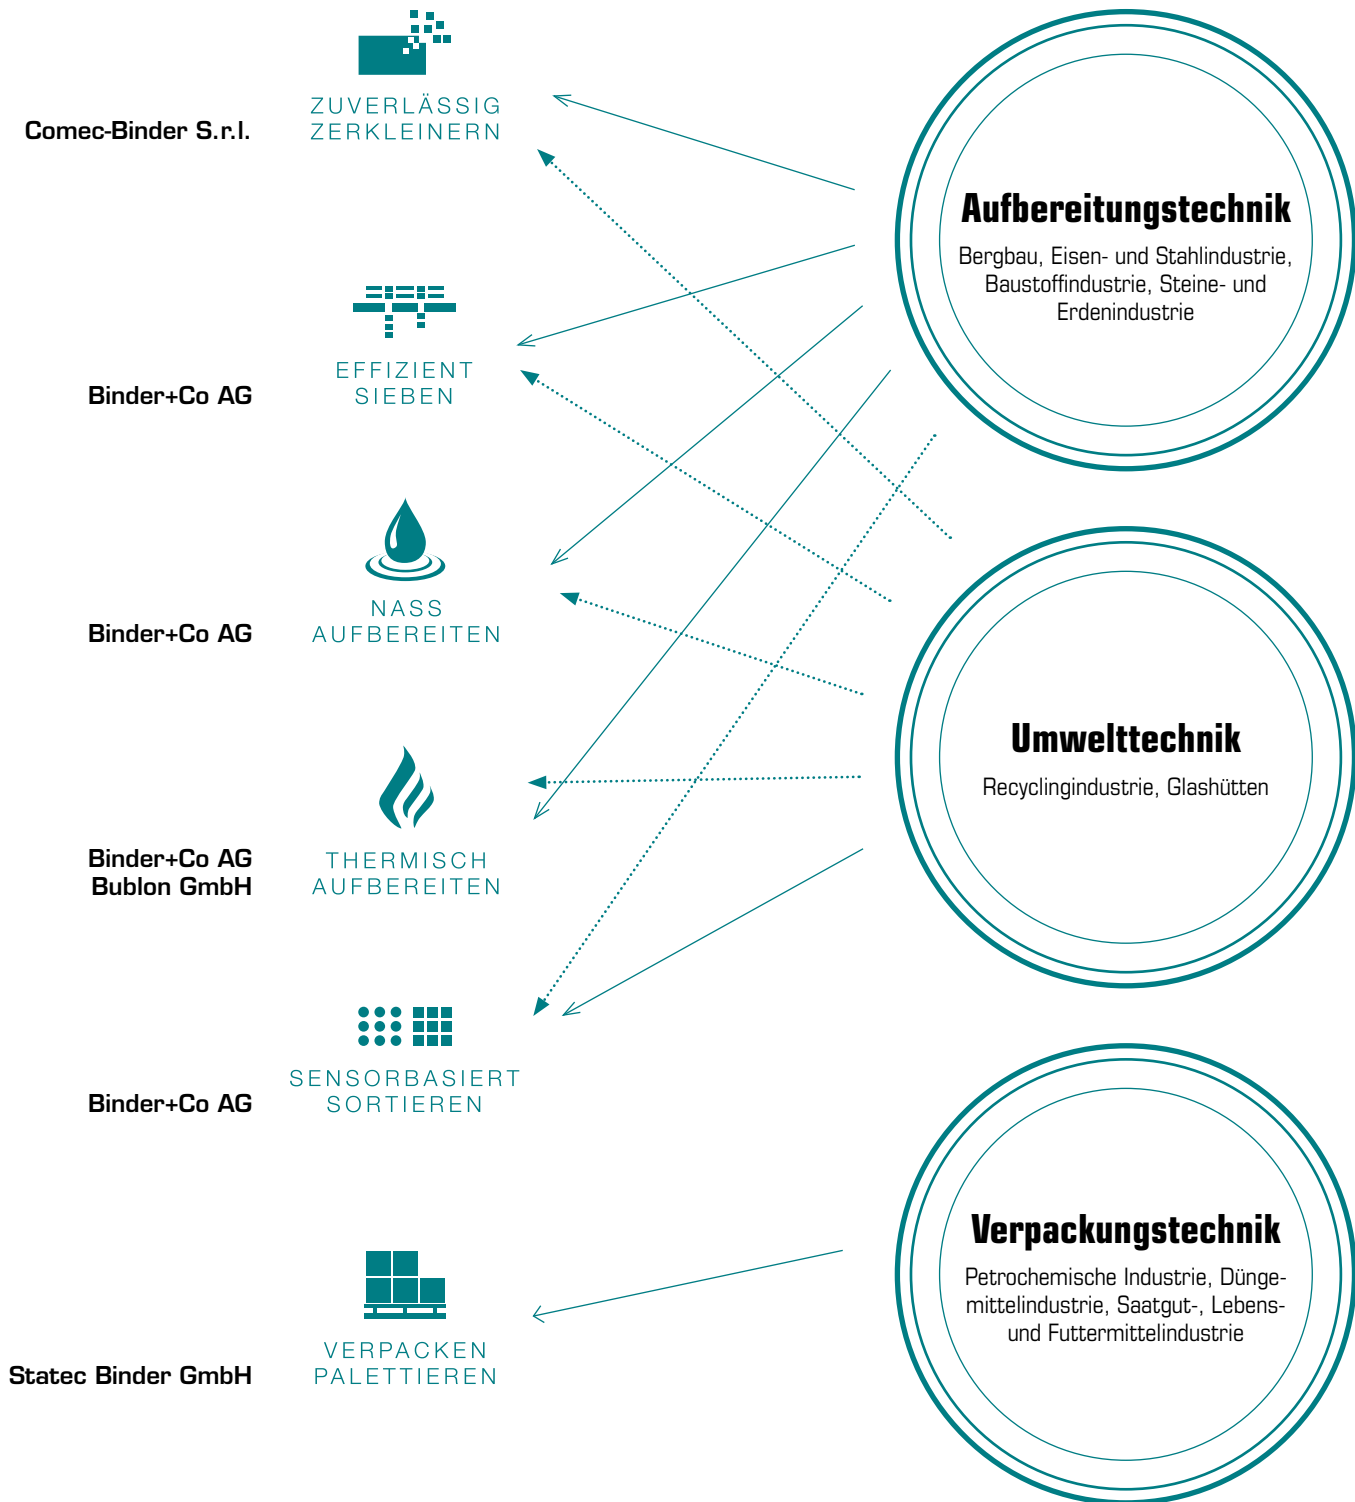 Comec-Binder S.r.l.
ZUVERLÄSSIG
ZERKLEINERN
Binder+Co AG
EFFIZIENT
SIEBEN
Binder+Co AG
NASS
AUFBEREITEN
Binder+Co AG
Bublon GmbH
THERMISCH
AUFBEREITEN
Binder+Co AG
SENSORBASIERT
SORTIEREN
Statec Binder GmbH
VERPACKEN
PALETTIEREN
Aufbereitungstechnik
Bergbau, Eisen- und Stahlindustrie,
Baustoffindustrie, Steine- und
Erdenindustrie
Umwelttechnik
Recyclingindustrie, Glashütten
Verpackungstechnik
Petrochemische Industrie, Dünge-
mittelindustrie, Saatgut-, Lebens-
und Futtermittelindustrie